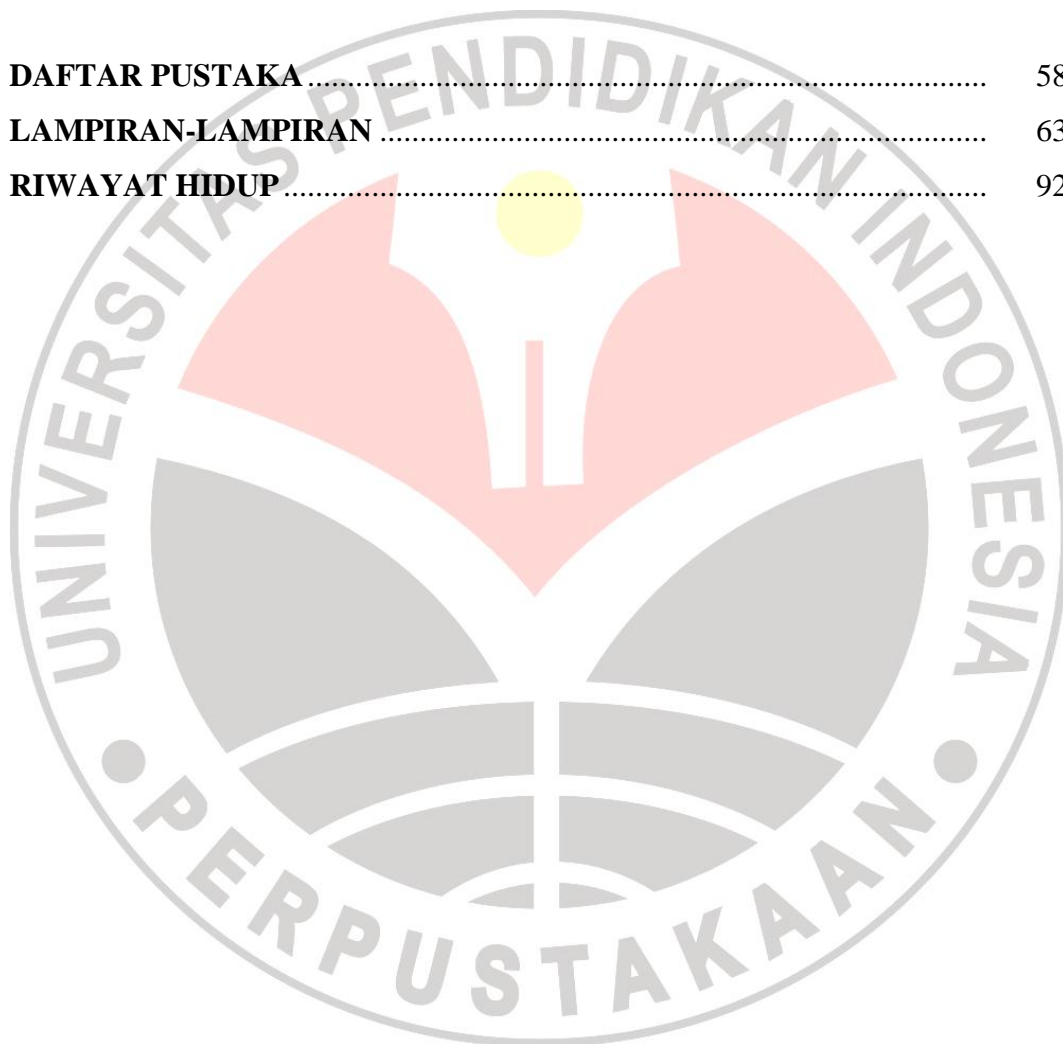 DAFTAR PUSTAKA ........................................................................ 58
LAMPIRAN-LAMPIRAN ................................................................ 63
RIWAYAT HIDUP ........................................................................... 92
UNIVERSITAS PENDIDIKAN INDONESIA
PERPUSTAKAAN